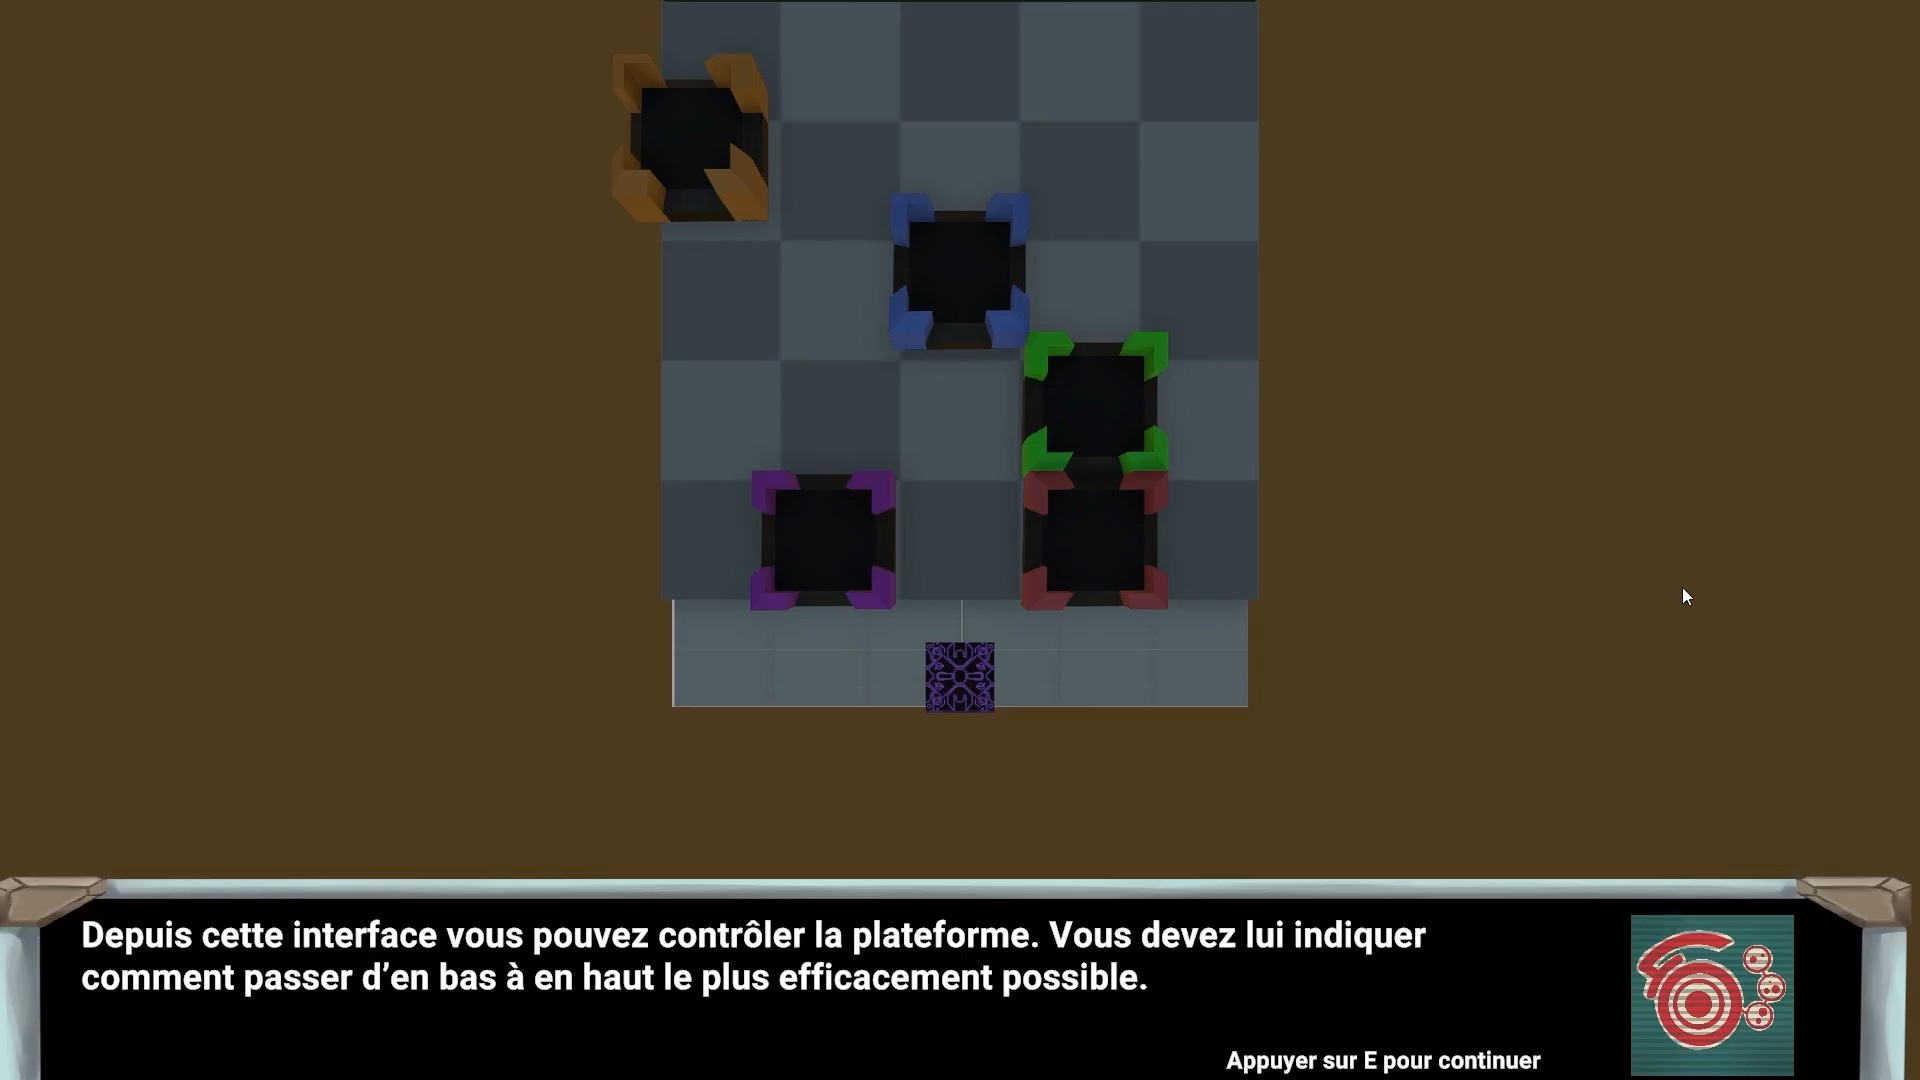 Depuis cette interface vous pouvez contrôler la plateforme. Vous devez lui indiquer
comment passer d’en bas à en haut le plus efficacement possible.
Appuyer sur E pour continuer